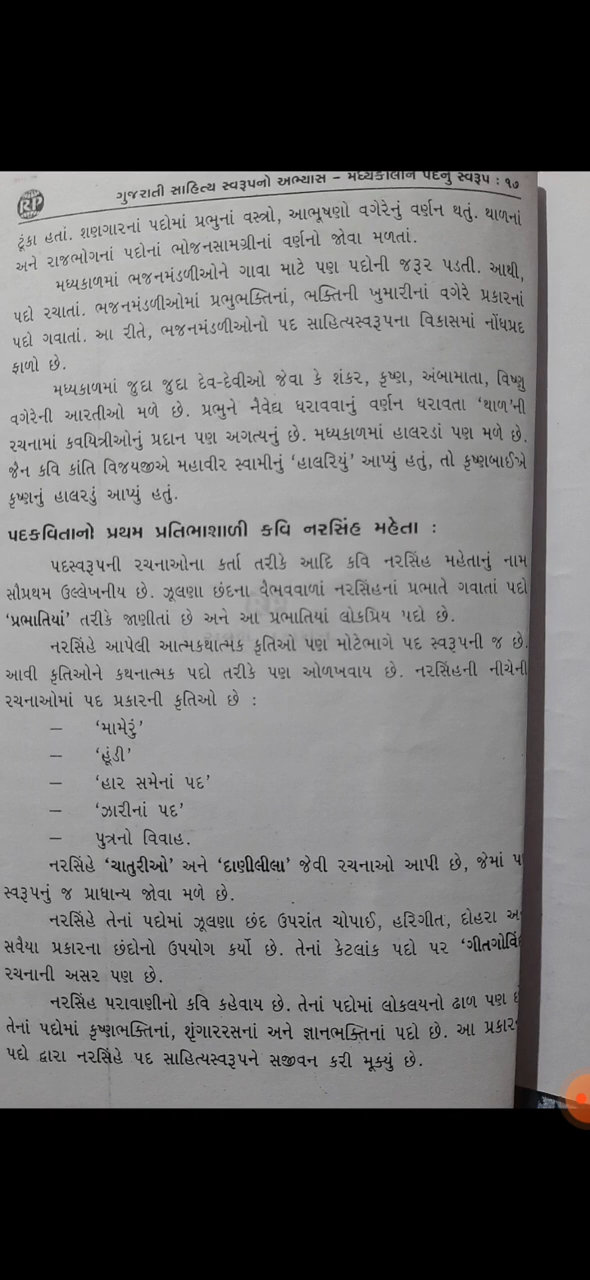 RP
ગુજરાતી સાહિત્ય સ્વરૂપનો અભ્યાસ – મધ્યકાલીન પદનું સ્વરૂપ : ૧૭
ટૂંકા હતાં. શણગારનાં પદોમાં પ્રભુનાં વસ્ત્રો, આભૂષણો વગેરેનું વર્ણન થતું. થાળનાં
અને રાજભોગનાં પદોનાં ભોજનસામગ્રીનાં વર્ણનો જોવા મળતાં.
મધ્યકાળમાં ભજનમંડળીઓને ગાવા માટે પણ પદોની જરૂર પડતી. આથી,
પદો રચાતાં. ભજનમંડળીઓમાં પ્રભુભક્તિનાં, ભક્તિની ખુમારીનાં વગેરે પ્રકારનાં
પદો ગવાતાં. આ રીતે, ભજનમંડળીઓનો પદ સાહિત્યસ્વરૂપના વિકાસમાં નોંધપ્રદ
ફાળો છે.
મધ્યકાળમાં જુદા જુદા દેવ-દેવીઓ જેવા કે શંકર, કૃષ્ણ, અંબામાતા, વિષ્ણુ
વગેરેની આરતીઓ મળે છે. પ્રભુને નૈવેદ્ય ધરાવવાનું વર્ણન ધરાવતા ‘થાળ’ની
રચનામાં કવયિત્રીઓનું પ્રદાન પણ અગત્યનું છે. મધ્યકાળમાં હાલરડાં પણ મળે છે.
જૈન કવિ કાંતિ વિજયજીએ મહાવીર સ્વામીનું ‘હાલરિયું’ આપ્યું હતું, તો કૃષ્ણબાઈએ
કૃષ્ણનું હાલરડું આપ્યું હતું.
પદકવિતાનો પ્રથમ પ્રતિભાશાળી કવિ નરસિંહ મહેતા :
પદસ્વરૂપની રચનાઓના કર્તા તરીકે આદિ કવિ નરસિંહ મહેતાનું નામ
સૌપ્રથમ ઉલ્લેખનીય છે. ઝૂલણા છંદના વૈભવવાળાં નરસિંહનાં પ્રભાતે ગવાતાં પદો
‘પ્રભાતિયાં’ તરીકે જાણીતાં છે અને આ પ્રભાતિયાં લોકપ્રિય પદો છે.
નરસિંહે આપેલી આત્મકથાત્મક કૃતિઓ પણ મોટેભાગે પદ સ્વરૂપની જ છે.
આવી કૃતિઓને કથનાત્મક પદો તરીકે પણ ઓળખવાય છે. નરસિંહની નીચેની
રચનાઓમાં પદ પ્રકારની કૃતિઓ છે :
– ‘મામેરું’
– ‘હૂંડી’
– ‘હાર સમેનાં પદ’
– ‘ઝારીનાં પદ’
– પુત્રનો વિવાહ.
નરસિંહે ‘ચાતુરીઓ’ અને ‘દાણીલીલા’ જેવી રચનાઓ આપી છે, જેમાં પ
સ્વરૂપનું જ પ્રાધાન્ય જોવા મળે છે.
નરસિંહે તેનાં પદોમાં ઝૂલણા છંદ ઉપરાંત ચોપાઈ, હરિગીત, દોહરા અ
સવૈયા પ્રકારના છંદોનો ઉપયોગ કર્યો છે. તેનાં કેટલાંક પદો પર ‘ગીતગોવિં
રચનાની અસર પણ છે.
નરસિંહ પરાવાણીનો કવિ કહેવાય છે. તેનાં પદોમાં લોકલયનો ઢાળ પણ
તેનાં પદોમાં કૃષ્ણભક્તિનાં, શૃંગારરસનાં અને જ્ઞાનભક્તિનાં પદો છે. આ પ્રકાર
પદો દ્વારા નરસિંહે પદ સાહિત્યસ્વરૂપને સજીવન કરી મૂક્યું છે.